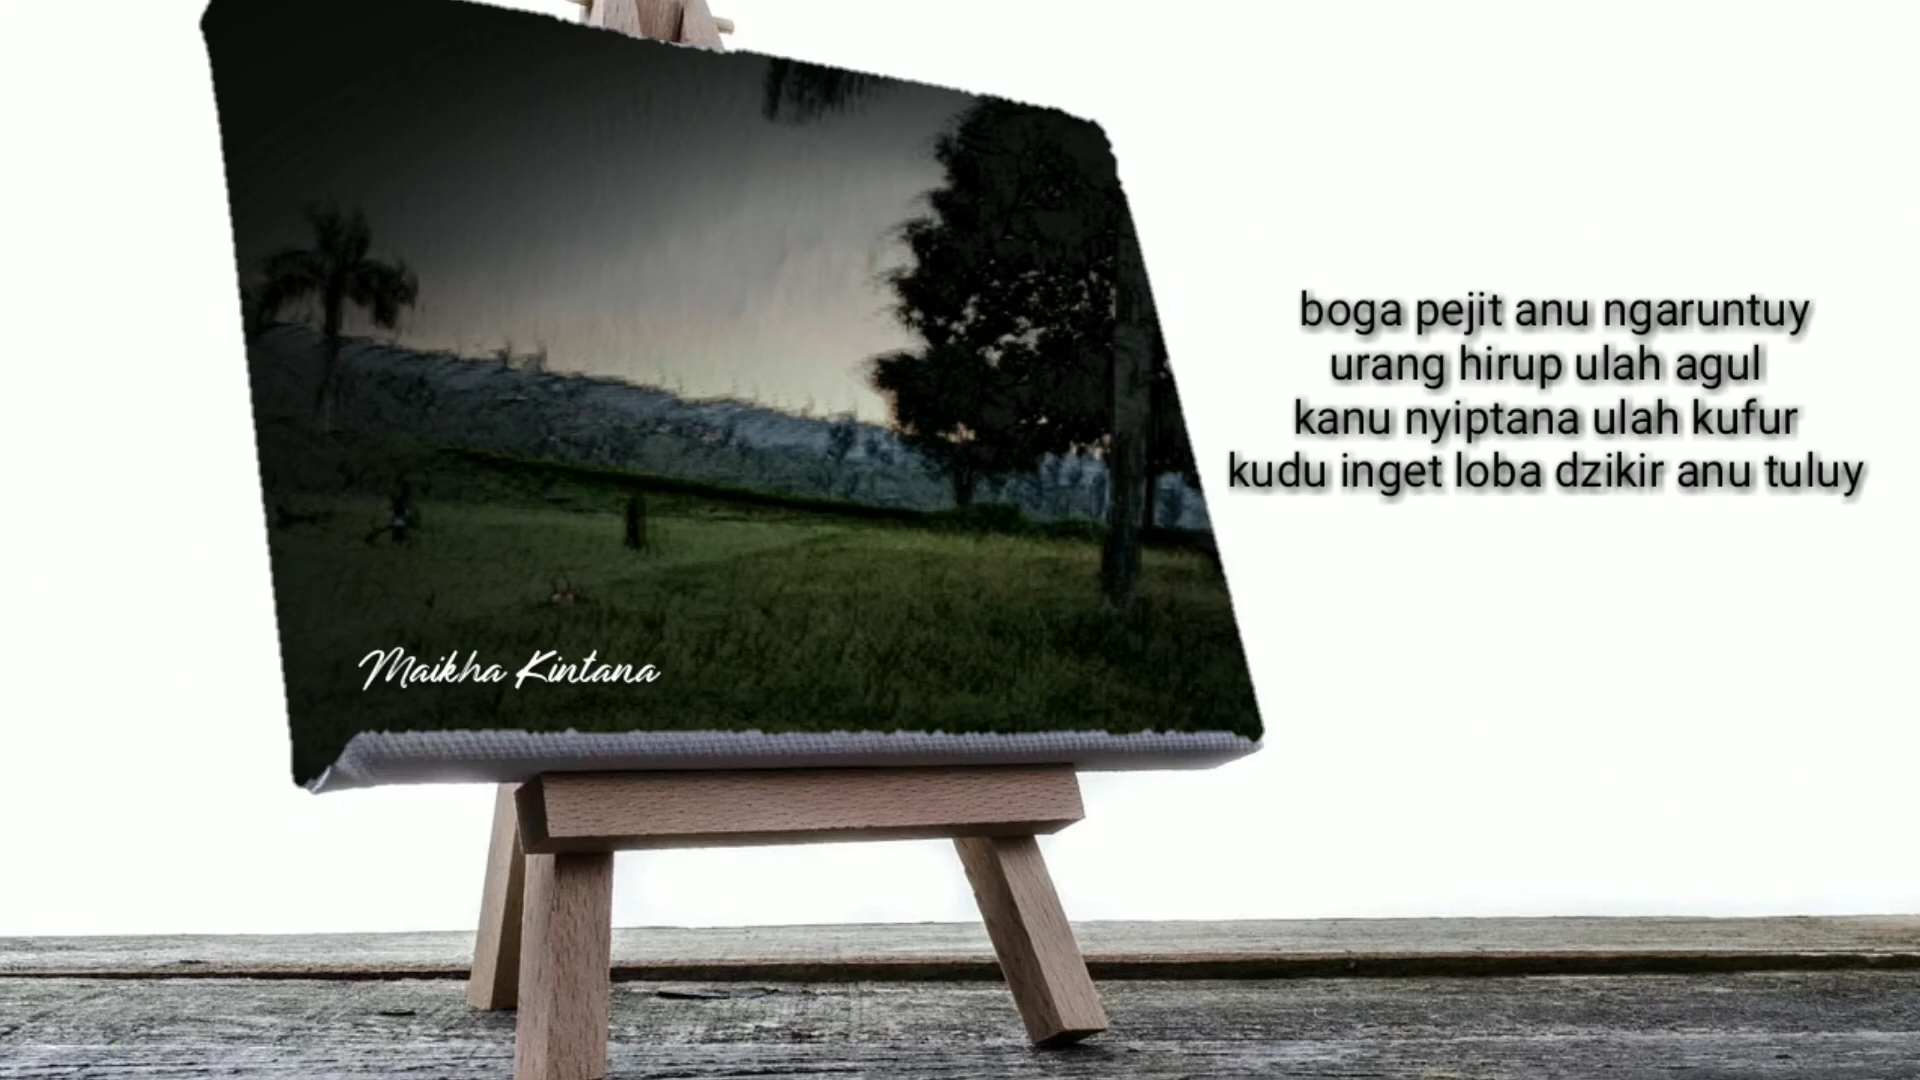 boga pejit anu ngaruntuy
urang hirup ulah agul
kanu nyiptana ulah kufur
kudu inget loba dzikir anu tuluy
Maikha Kintana